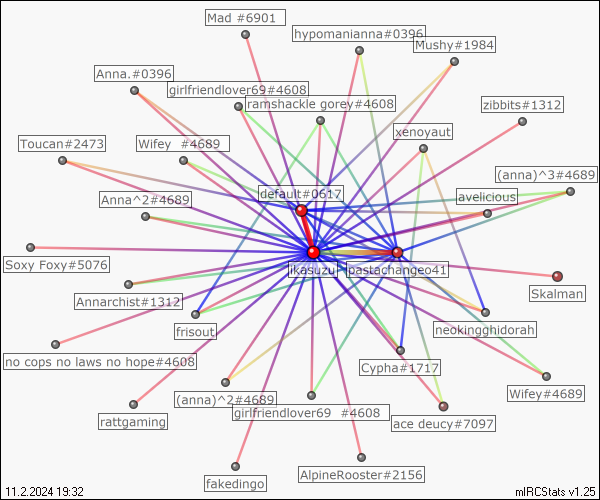 Mad #6901
hypomanianna#0396
Mushy#1984
Anna.#0396
girlfriendlover69#4608
ramshackle gorey#4608
zibbits#1312
xenoyaut
Toucan#2473
Wifey  #4689
(anna)^3#4689
default#0617
avelicious
Anna^2#4689
Soxy Foxy#5076
ikasuzu
pastachangeo41
Skalman
Annarchist#1312
frisout
neokingghidorah
no cops no laws no hope#4608
Cypha#1717
Wifey#4689
(anna)^2#4689
girlfriendlover69  #4608
rattgaming
ace deucy#7097
fakedingo
AlpineRooster#2156
11.2.2024 19:32
mIRCStats v1.25